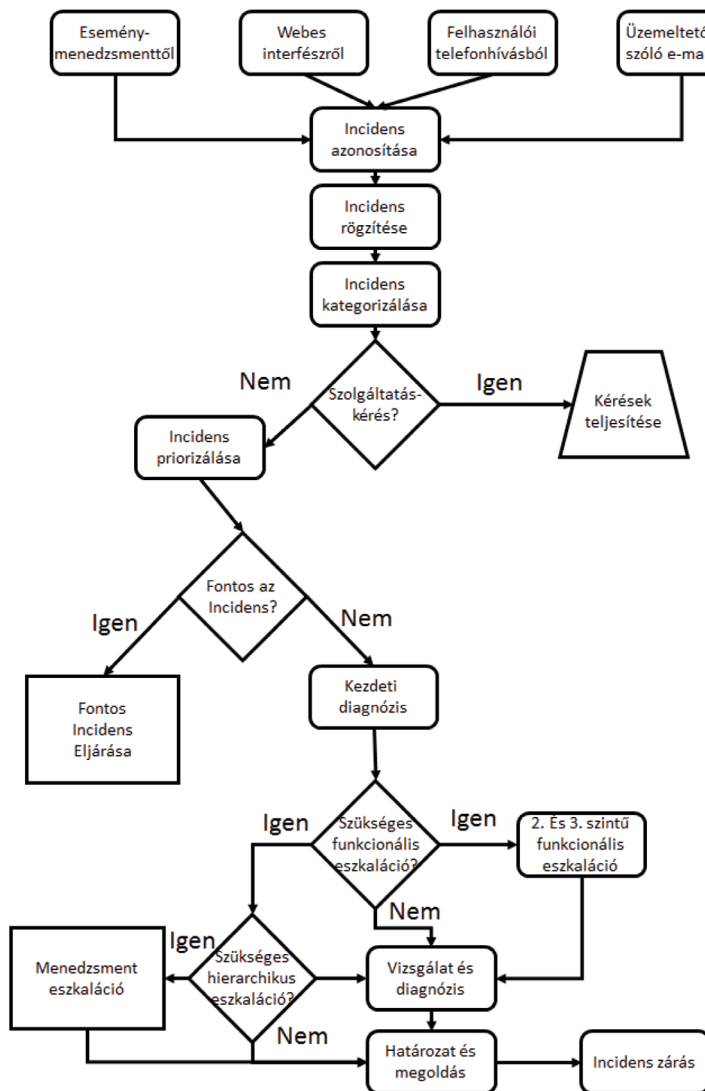 Esemény-
menedzsmenttől
Webes
interfészről
Felhasználói
telefonhívásból
szóló
Incidens
azonosítása
Incidens
rögzítése
Incidens
kategorizálása
Nem
Szolgáltatás-
kérés?
Igen
Kérések
teljesítése
Incidens
priorizálása
Fontos az
Incidens?
Igen
Nem
Fontos
Incidens
Eljárása
Kezdeti
diagnózis
Igen
Szükséges
funkcionális
eszkaláció?
Igen
2. És 3. szintű
funkcionális
eszkaláció
Nem
Igen
Menedzsment
eszkaláció
Szükséges
hierarchikus
eszkaláció?
Vizsgálat és
diagnózis
Nem
Határozat és
megoldás
Incidens zárás